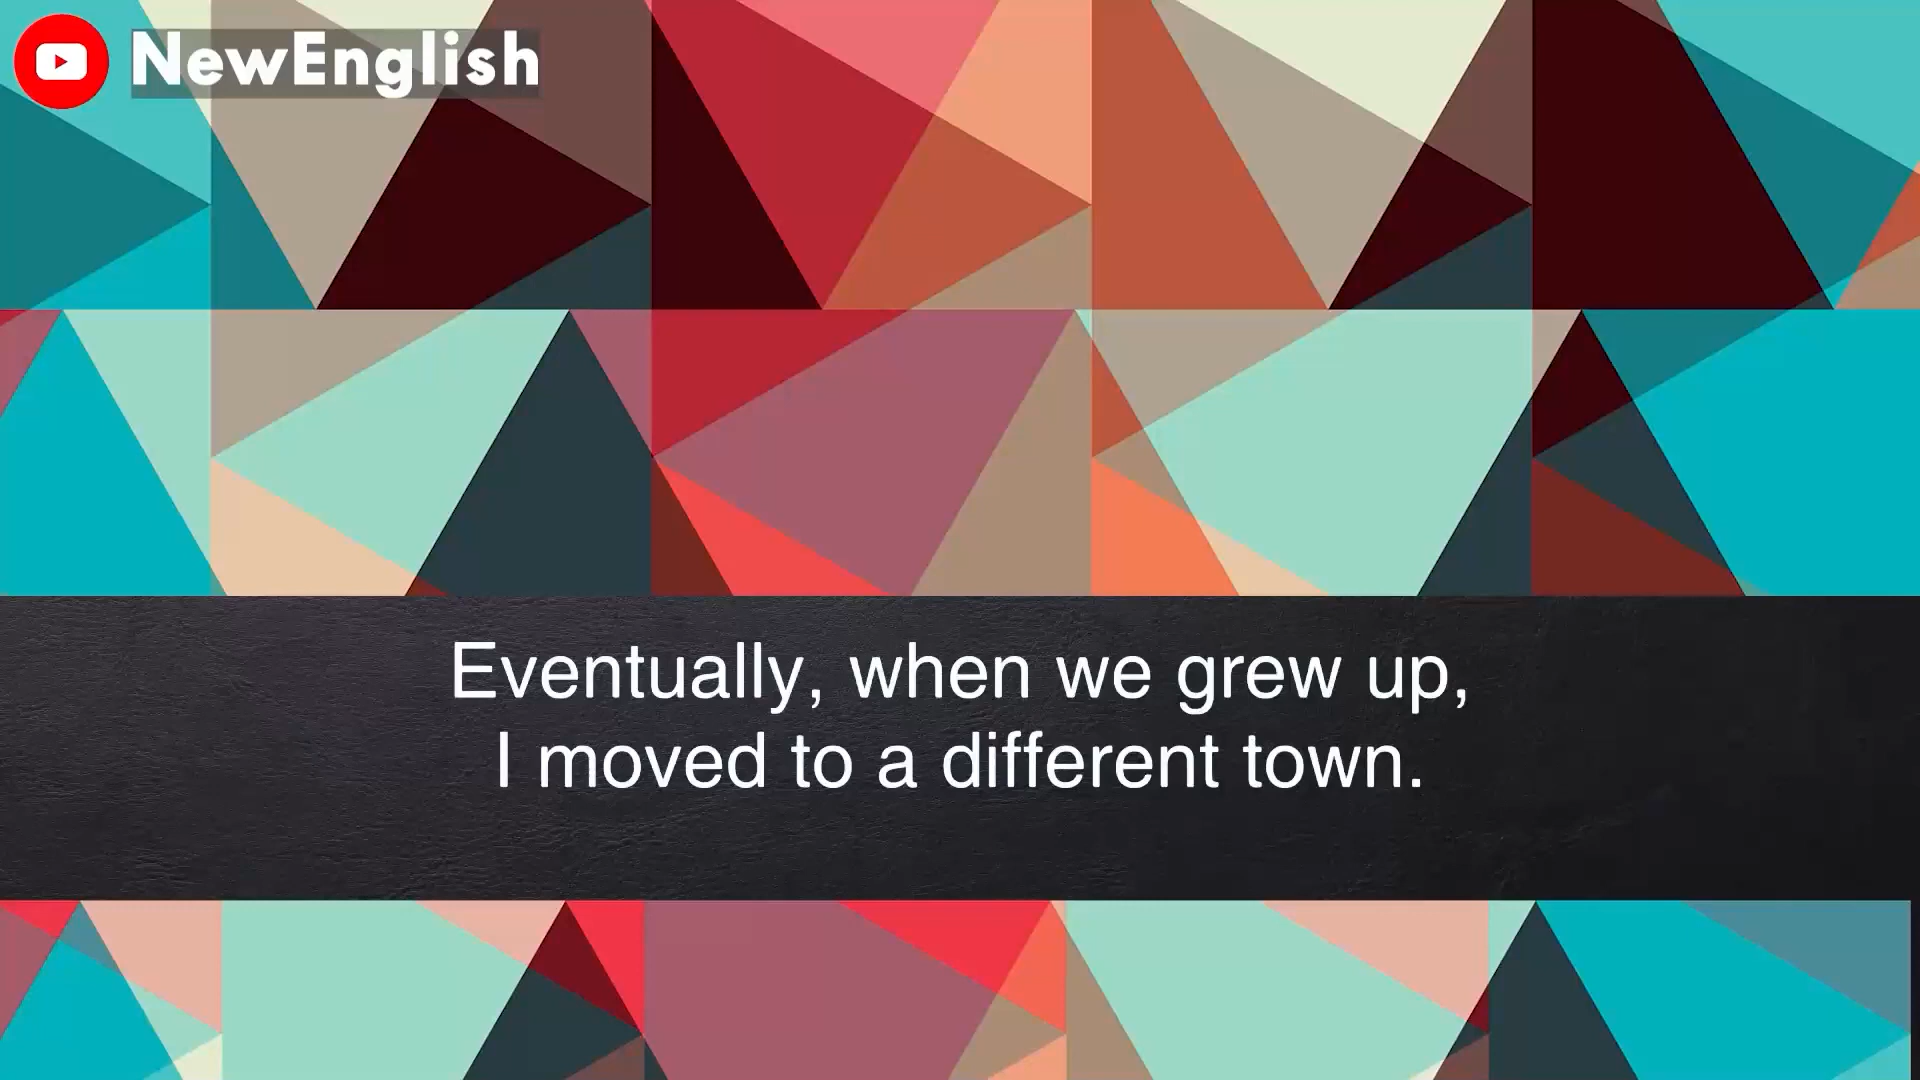 NewEnglish
Eventually, when we grew up,
I moved to a different town.